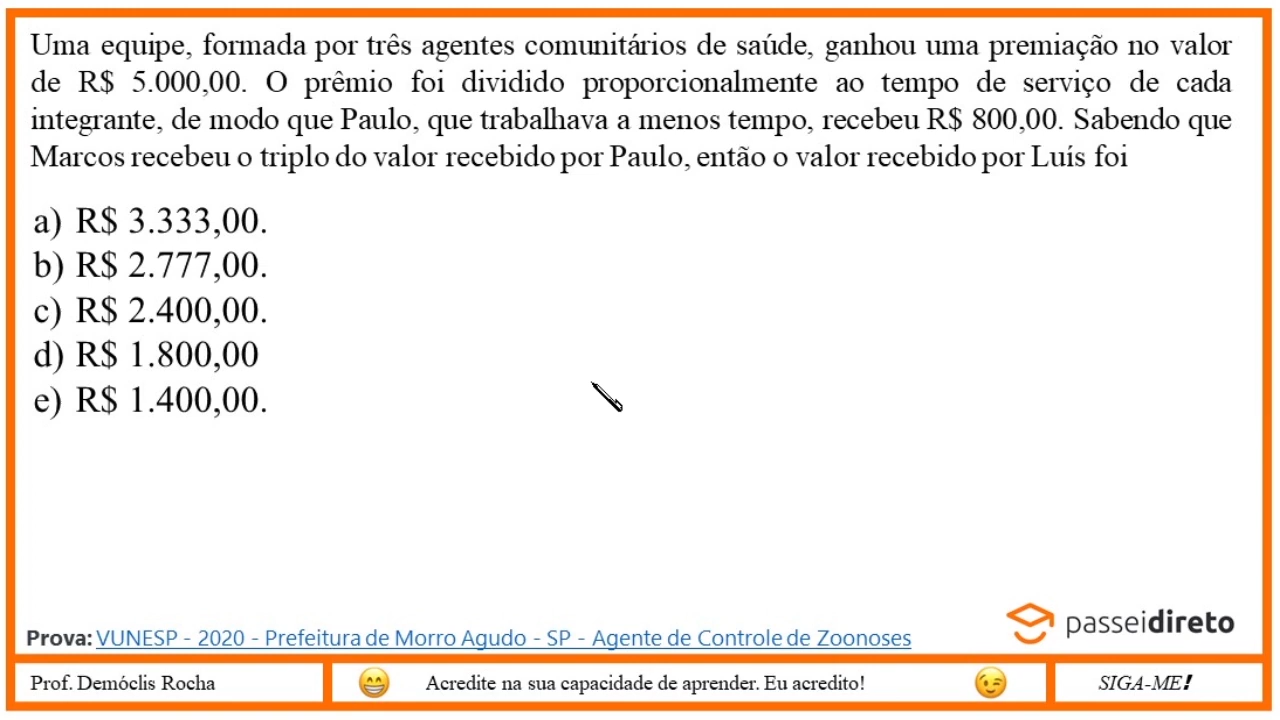 Uma equipe, formada por três agentes comunitários de saúde, ganhou uma premiação no valor
de R$ 5.000,00. O prêmio foi dividido proporcionalmente ao tempo de serviço de cada
integrante, de modo que Paulo, que trabalhava a menos tempo, recebeu R$ 800,00. Sabendo que
Marcos recebeu o triplo do valor recebido por Paulo, então o valor recebido por Luís foi
a) R$ 3.333,00.
b) R$ 2.777,00.
c) R$ 2.400,00.
d) R$ 1.800,00
e) R$ 1.400,00.
passeidireto
Prova: VUNESP - 2020 - Prefeitura de Morro Agudo - SP - Agente de Controle de Zoonoses
Prof. Demóclis Rocha
Acredite na sua capacidade de aprender. Eu acredito!
SIGA-ME!